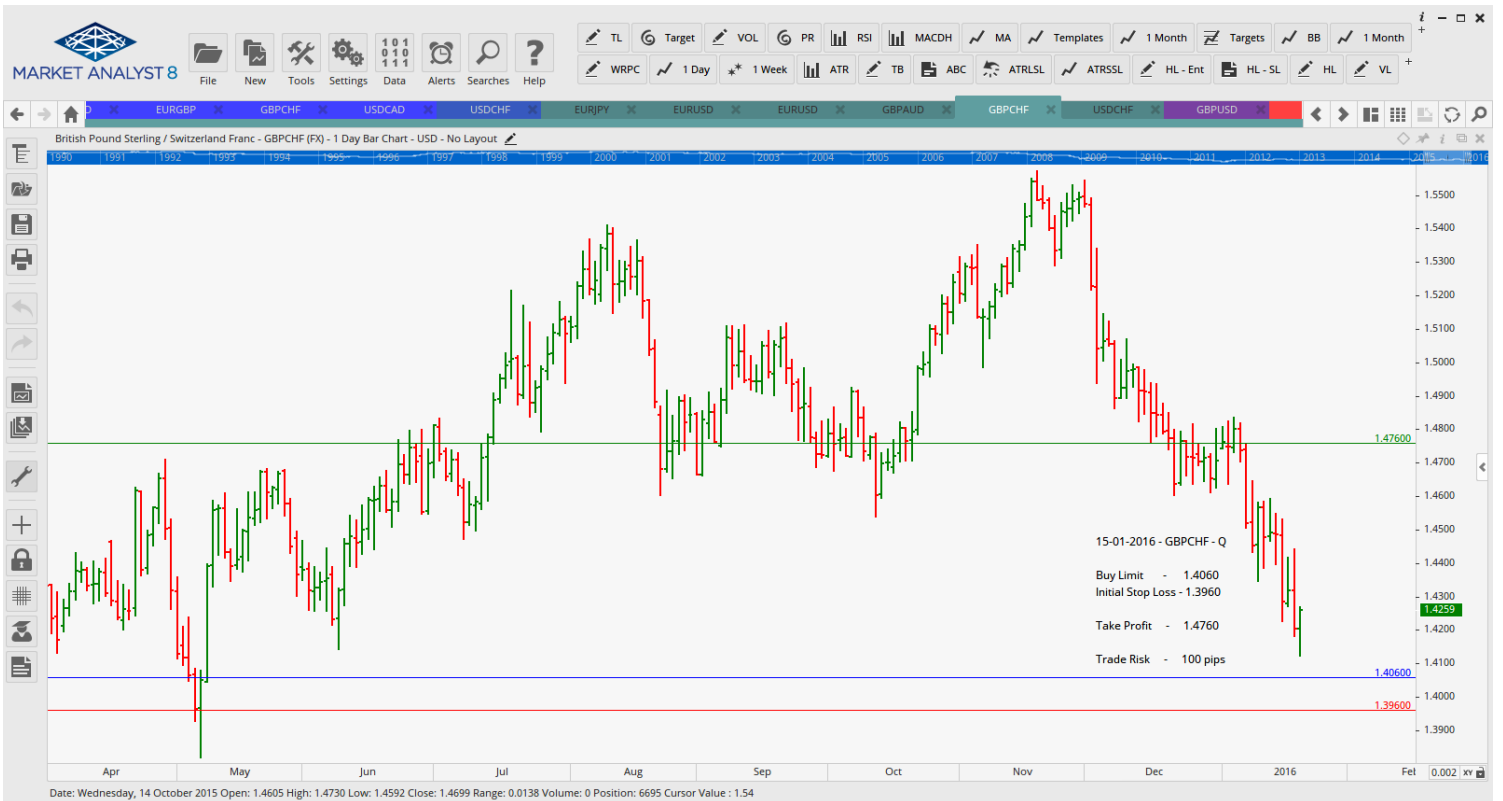 MARKET ANALYST 8
File New Tools Settings Data Alerts Searches Help
101
010
111
TL Target VOL PR RSI MACDH MA Templates 1 Month Targets BB 1 Month
WRPC 1 Day 1 Week ATR TB ABC ATRLSL ATRSSL HL - Ent HL - SL HL VL
D EURGBP GBPCHF USDCAD USDCHF EURJPY EURUSD EURUSD GBPAUD GBPCHF USDCHF GBPUSD
British Pound Sterling / Switzerland Franc - GBPCHF (FX) - 1 Day Bar Chart - USD - No Layout
1990 1991 1992 1993 1994 1995 1996 1997 1998 1999 2000 2001 2002 2003 2004 2005 2006 2007 2008 2009 2010 2011 2012 2013 2014 2015 2016
1.5500
1.5400
1.5300
1.5200
1.5100
1.5000
1.4900
1.4800
1.47600
1.4700
1.4600
1.4500
15-01-2016 - GBPCHF - Q
1.4400
Buy Limit - 1.4060
Initial Stop Loss - 1.3960
1.4300
1.4259
Take Profit - 1.4760
1.4200
Trade Risk - 100 pips
1.4100
1.40600
1.4000
1.39600
1.3900
Apr May Jun Jul Aug Sep Oct Nov Dec 2016 Feb
0.002 XY
Date: Wednesday, 14 October 2015 Open: 1.4605 High: 1.4730 Low: 1.4592 Close: 1.4699 Range: 0.0138 Volume: 0 Position: 6695 Cursor Value : 1.54